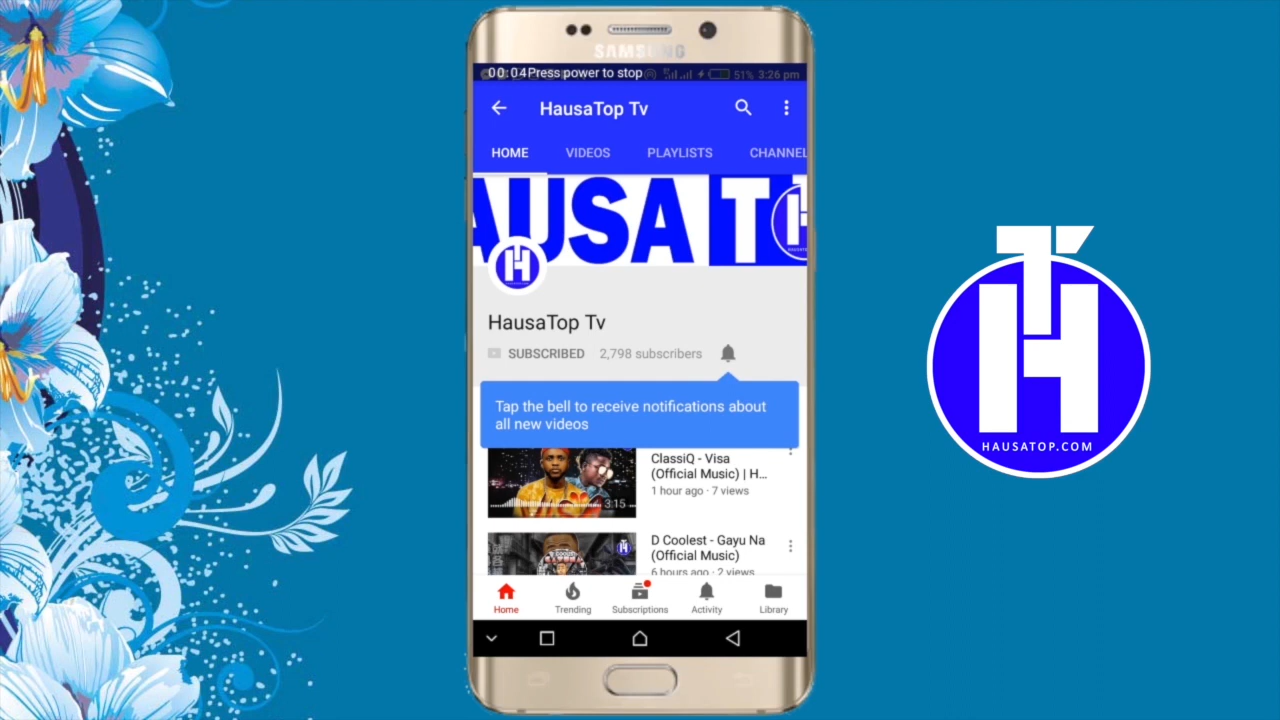 SAMSUNG
00:04Press power to stop
51% 3:26 pm
HausaTop Tv
HOME VIDEOS PLAYLISTS CHANNEL
AUSA T
H
H
HausaTop Tv
SUBSCRIBED 2,798 subscribers
Tap the bell to receive notifications about
all new videos
ClassiQ - Visa
(Official Music) | H...
1 hour ago · 7 views
3:15
D Coolest - Gayu Na
(Official Music)
6 hours ago · 2 views
Home Trending Subscriptions Activity Library
TH
HAUSATOP.COM